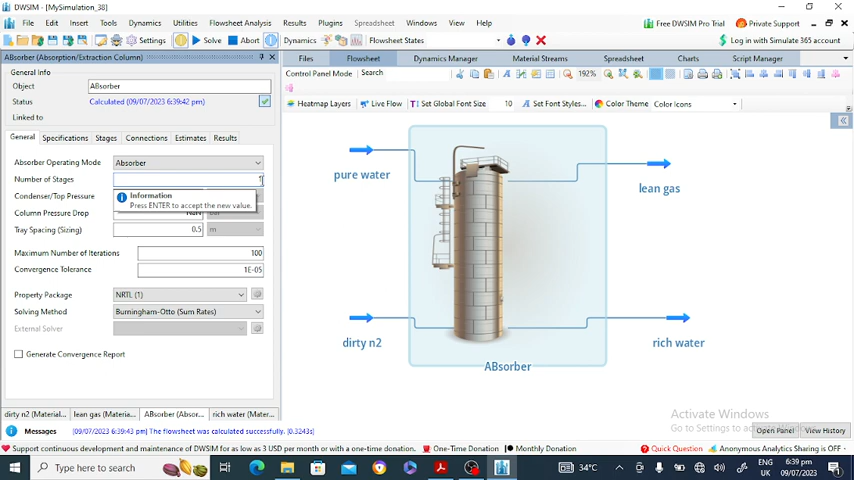 DWSIM - [MySimulation_38]
File Edit Insert Tools Dynamics Utilities Flowsheet Analysis Results Plugins Spreadsheet Windows View Help
Free DWSIM Pro Trial Private Support
Settings Solve Abort Dynamics Flowsheet States
Log in with Simulate 365 account
ABsorber (Absorption/Extraction Column)
Files Flowsheet Dynamics Manager Material Streams Spreadsheet Charts Script Manager
Control Panel Mode Search 192%
Heatmap Layers Live Flow Set Global Font Size 10 Set Font Styles... Color Theme Color Icons
General Info
Object ABsorber
Status Calculated (09/07/2023 6:39:42 pm)
Linked to
General Specifications Stages Connections Estimates Results
Absorber Operating Mode Absorber
Number of Stages 1
Condenser/Top Pressure
Information
Press ENTER to accept the new value.
Column Pressure Drop NaN bar
Tray Spacing (Sizing) 0.5 m
Maximum Number of Iterations 100
Convergence Tolerance 1E-05
Property Package NRTL (1)
Solving Method Burningham-Otto (Sum Rates)
External Solver
Generate Convergence Report
pure water
lean gas
dirty n2
rich water
ABsorber
dirty n2 (Material... lean gas (Materia... ABsorber (Absor... rich water (Mater...
Messages [09/07/2023 6:39:43 pm] The flowsheet was calculated successfully. [0.3243s]
Activate Windows
Go to Settings to
Open Panel View History
Support continuous development and maintenance of DWSIM for as low as 3 USD per month or with a one-time donation. One-Time Donation Monthly Donation Quick Question Anonymous Analytics Sharing is OFF
Type here to search
34°C
ENG
UK
6:39 pm
09/07/2023
1